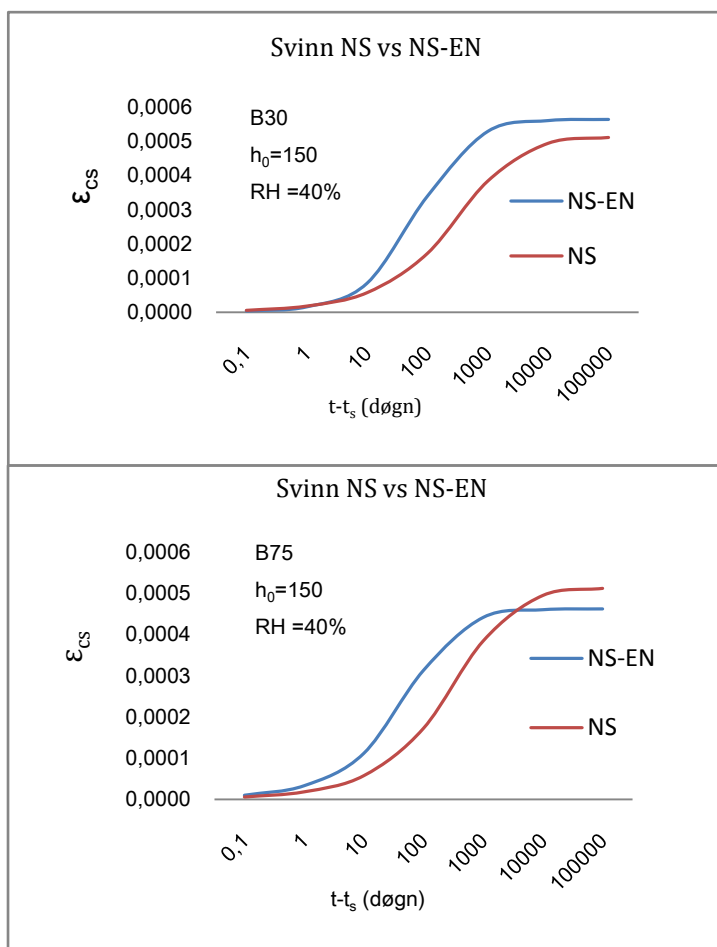 Svinn NS vs NS-EN
0,0006
0,0005
0,0004
0,0003
0,0002
0,0001
0,0000
εcs
B30
h₀=150
RH =40%
NS-EN
NS
0,1
1
10
100
1000
10000
100000
t-tₛ (døgn)
Svinn NS vs NS-EN
0,0006
0,0005
0,0004
0,0003
0,0002
0,0001
0,0000
εcs
B75
h₀=150
RH =40%
NS-EN
NS
0,1
1
10
100
1000
10000
100000
t-tₛ (døgn)